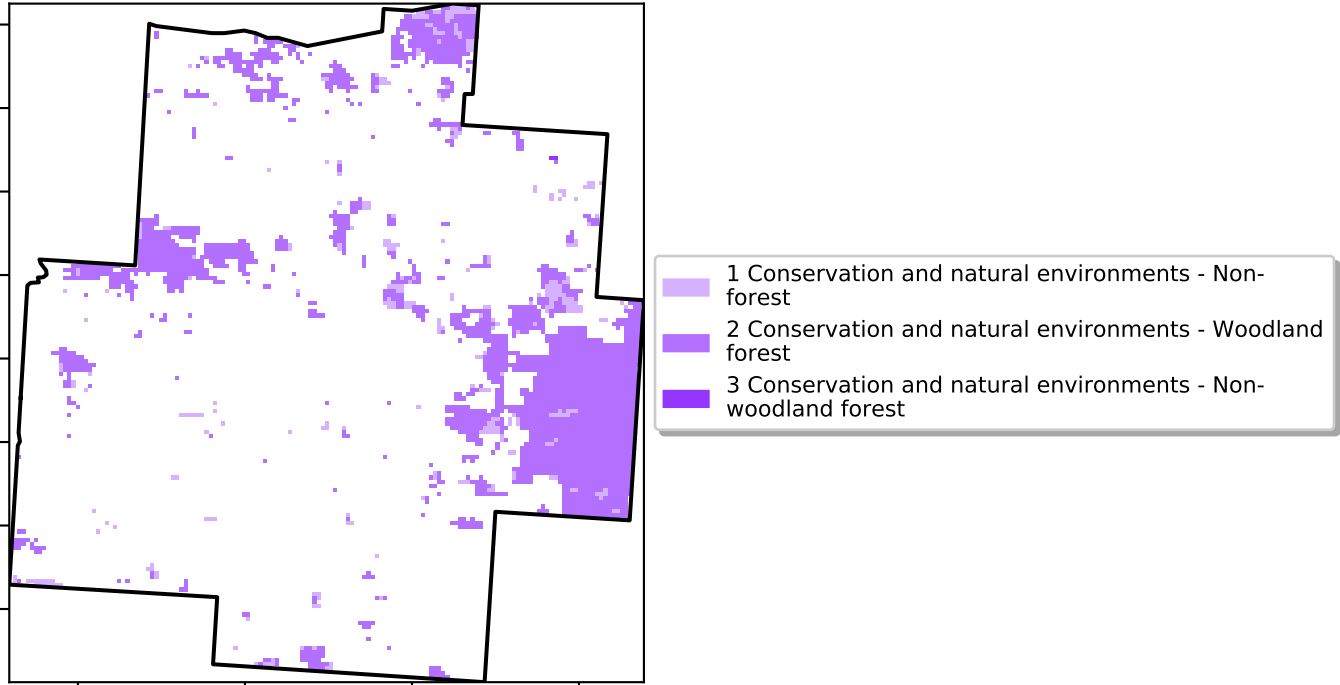 1 Conservation and natural environments - Non-
forest
2 Conservation and natural environments - Woodland
forest
3 Conservation and natural environments - Non-
woodland forest